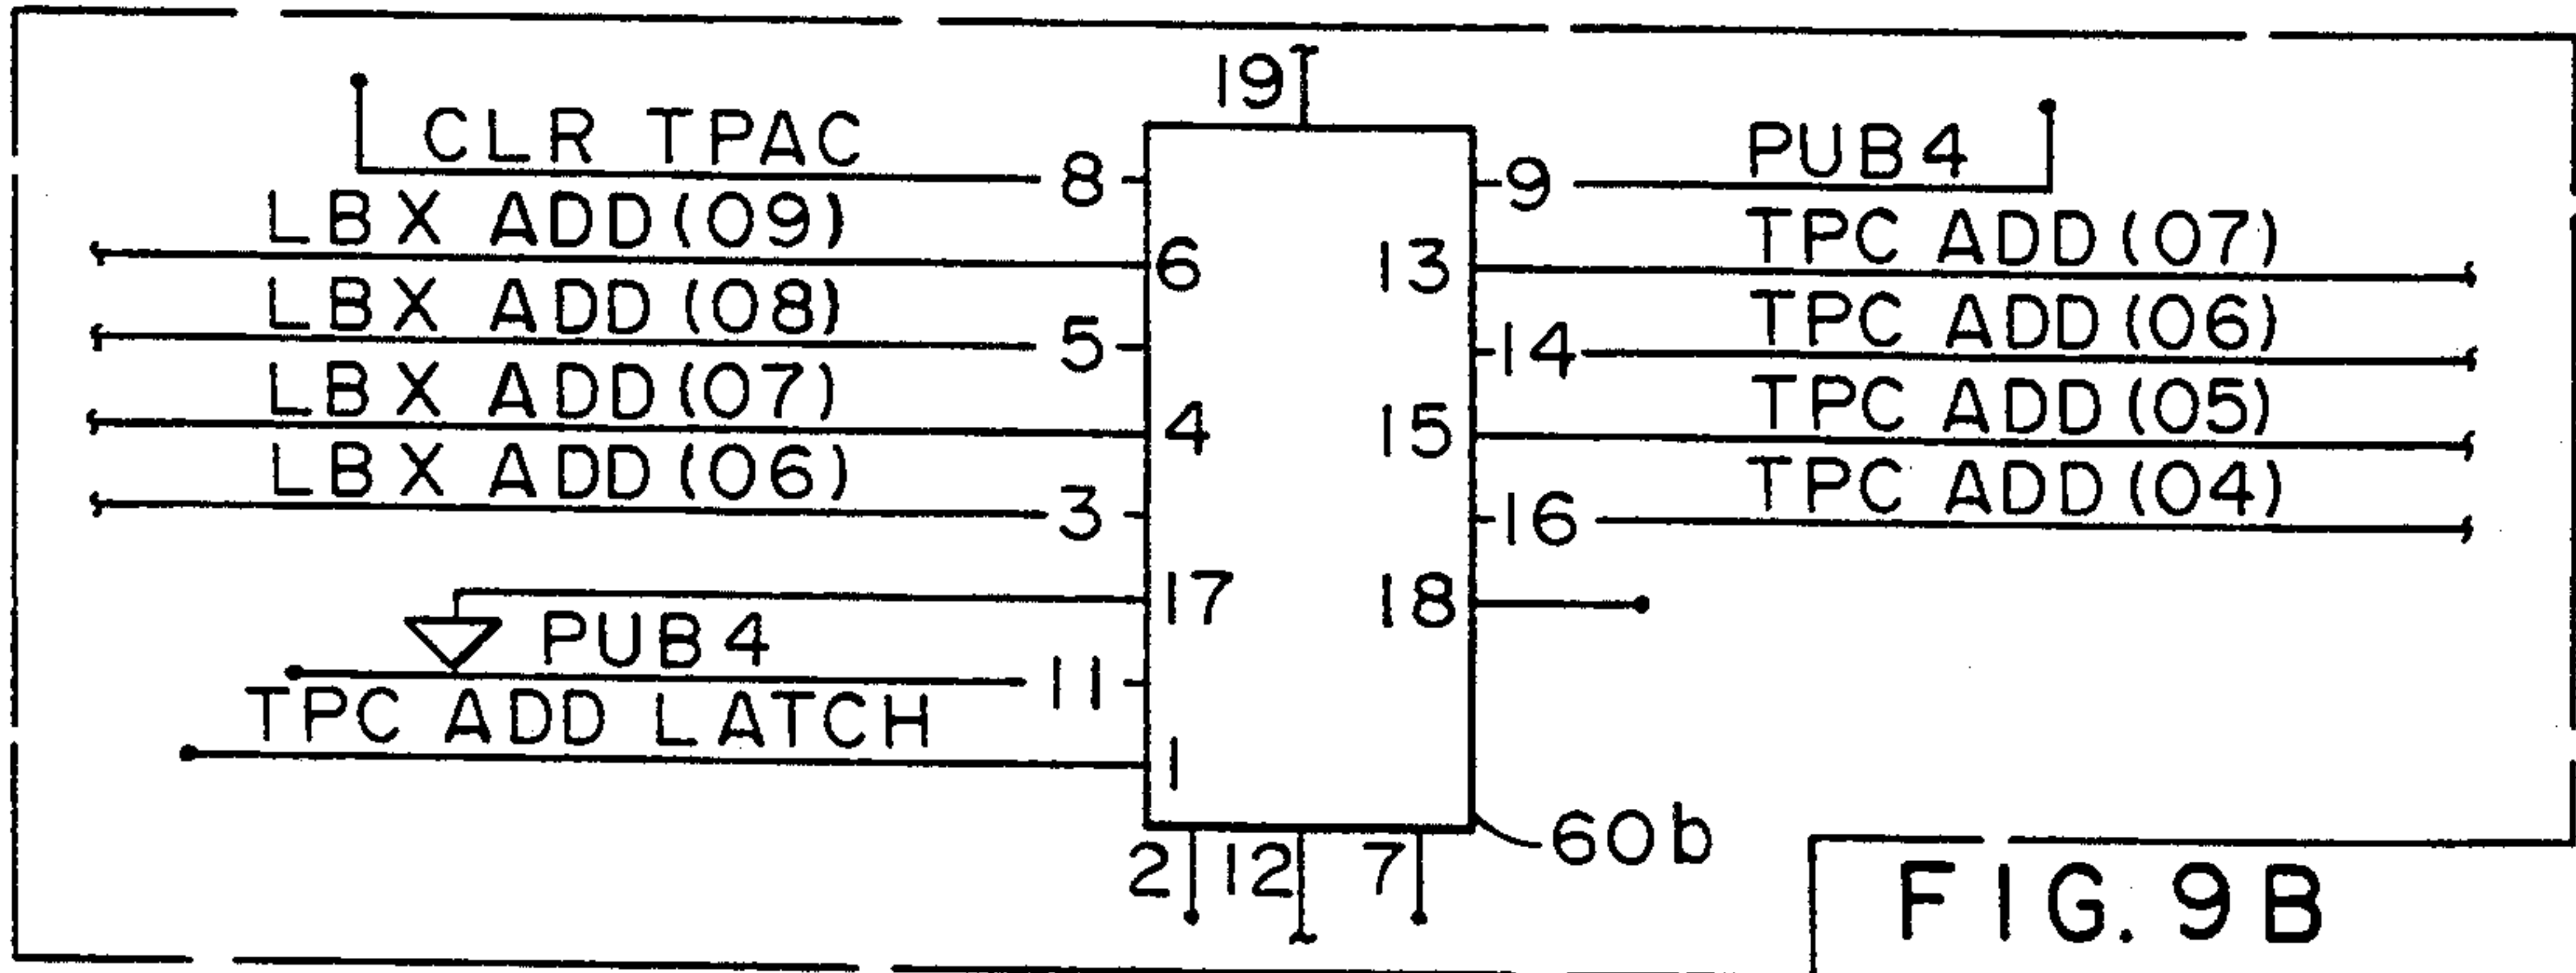 19
CLR TPAC 8 9 PUB4
LBX ADD(09) 6 13 TPC ADD(07)
LBX ADD(08) 5 14 TPC ADD(06)
LBX ADD(07) 4 15 TPC ADD(05)
LBX ADD(06) 3 16 TPC ADD(04)
17 18
PUB4 11
TPC ADD LATCH 1
2 12 7 60b
FIG. 9B